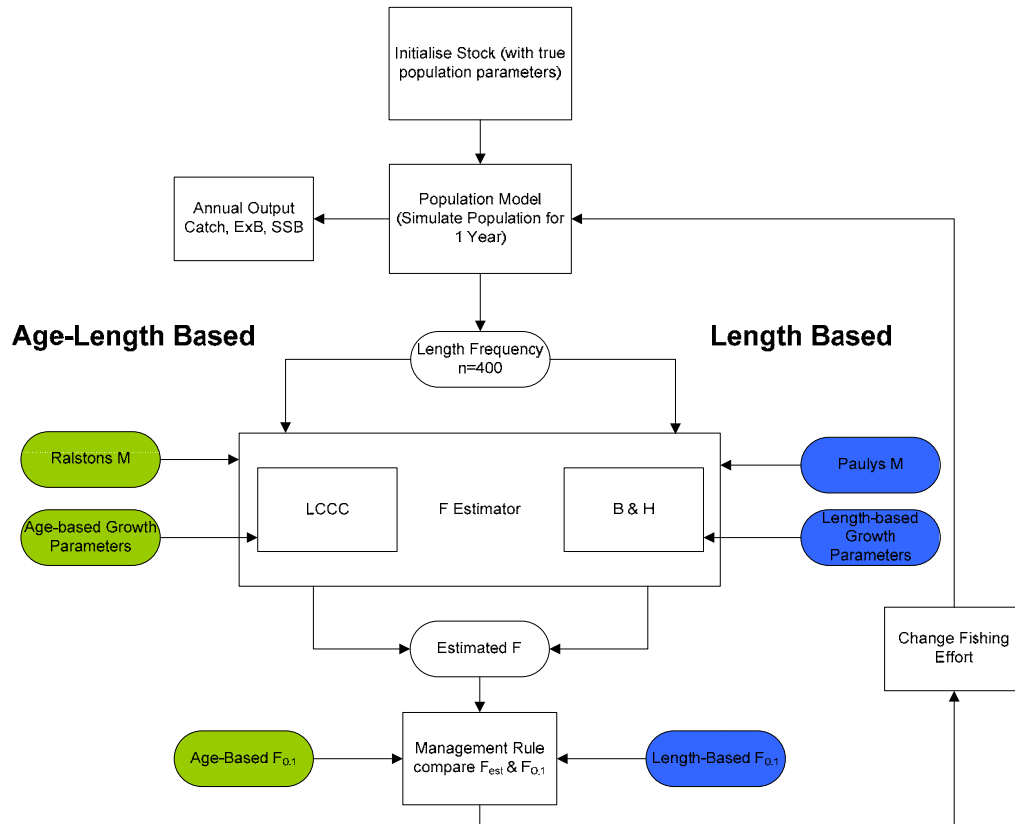 Initialise Stock (with true
population parameters)
Population Model
(Simulate Population for
1 Year)
Annual Output
Catch, ExB, SSB
Age-Length Based
Length Based
Length Frequency
n=400
Ralstons M
Paulys M
LCCC
F Estimator
B & H
Age-based Growth
Parameters
Length-based
Growth
Parameters
Estimated F
Change Fishing
Effort
Age-Based F0.1
Management Rule
compare Fest & F0.1
Length-Based F0.1